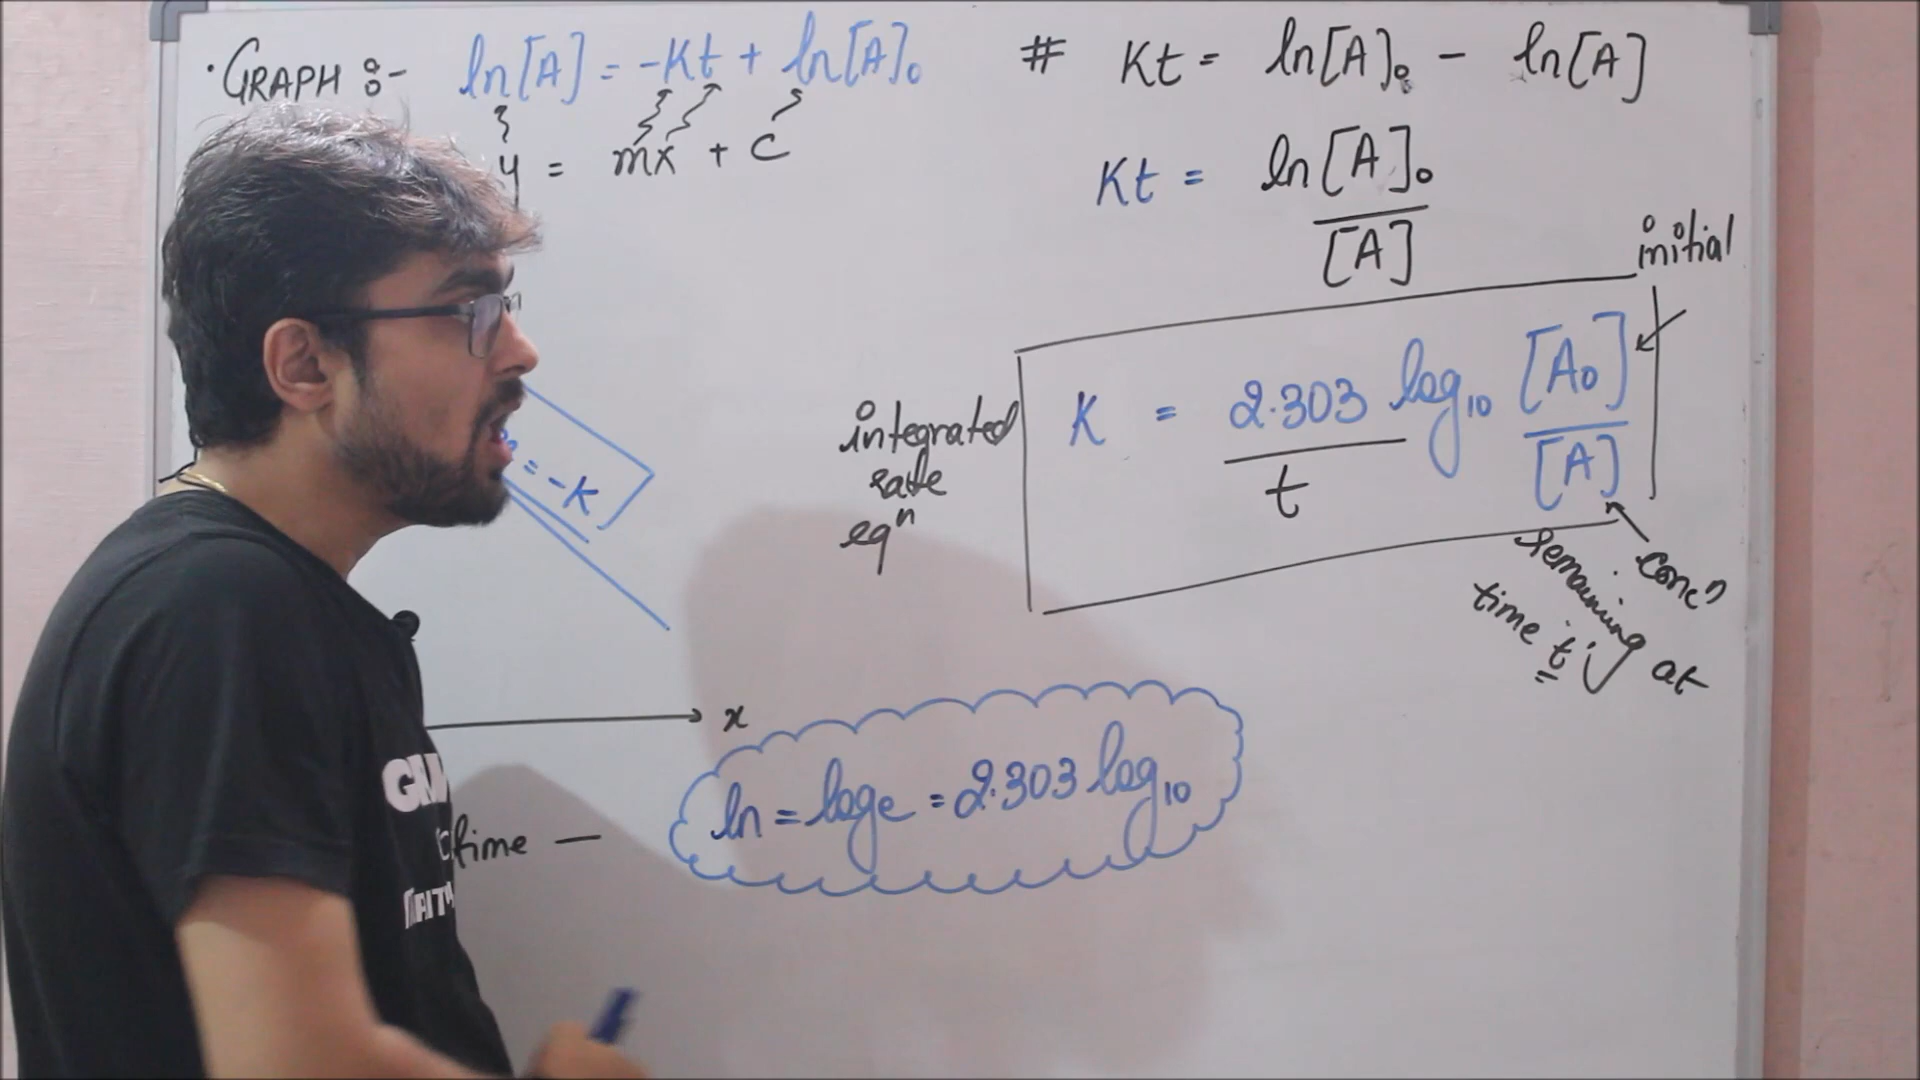 · GRAPH :- ln[A] = -Kt + ln[A]₀
y = mx + C
= -K
x
time —
# Kt = ln[A]₀ - ln[A]
Kt = ln [A]₀ / [A]
initial
integrated
rate
eqⁿ
K = 2.303 / t log₁₀ [A₀] / [A]
concⁿ
remaining at
time t
ln = logₑ = 2.303 log₁₀